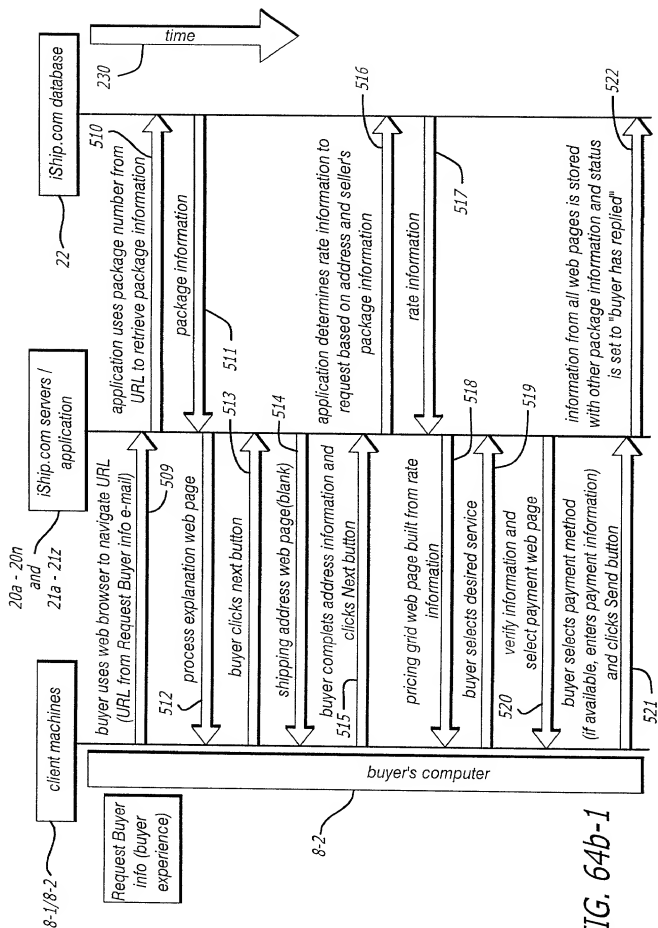 8-1/8-2
client machines
20a - 20n
and
21a - 21z
iShip.com servers /
application
22
iShip.com database
Request Buyer
info (buyer
experience)
8-2
buyer's computer
230
time
buyer uses web browser to navigate URL
(URL from Request Buyer info e-mail)
509
application uses package number from
URL to retrieve package information
510
package information
511
process explanation web page
512
buyer clicks next button
513
shipping address web page(blank)
514
buyer complets address information and
clicks Next button
515
application determines rate information to
request based on address and seller's
package information
516
rate information
517
pricing grid web page built from rate
information
518
buyer selects desired service
519
verify information and
select payment web page
520
buyer selects payment method
(if available, enters payment information)
and clicks Send button
521
information from all web pages is stored
with other package information and status
is set to "buyer has replied"
522
IG. 64b-1